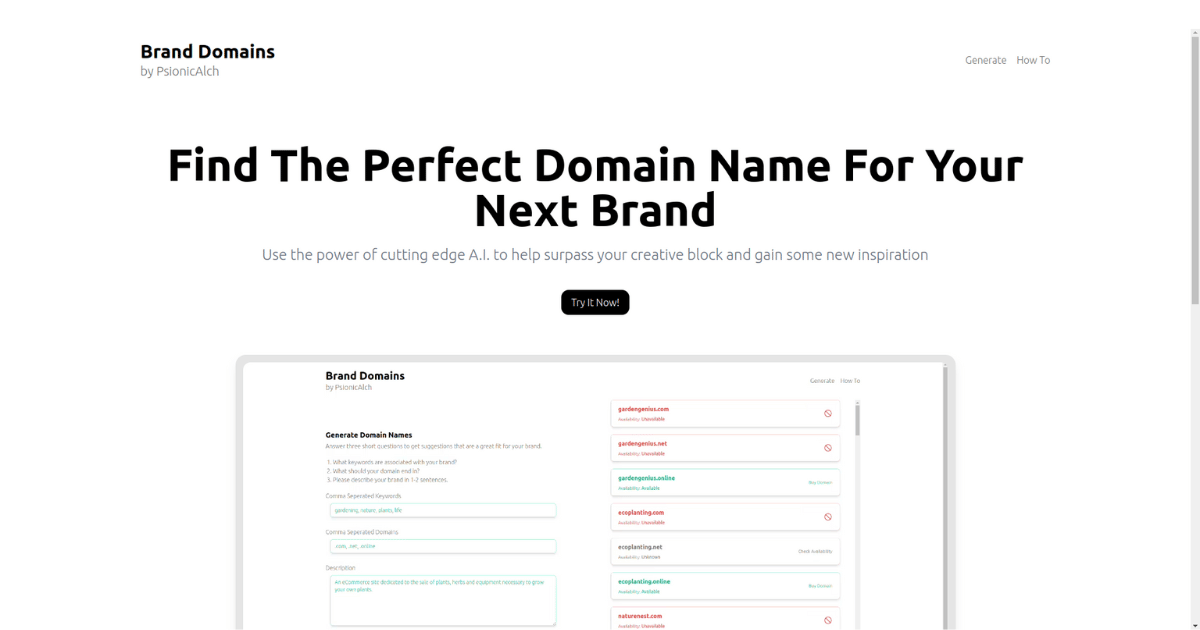 Brand Domains
by PsionicAlch
Generate How To
Find The Perfect Domain Name For Your
Next Brand
Use the power of cutting edge A.I. to help surpass your creative block and gain some new inspiration
Try It Now!
Brand Domains
by PsionicAlch
Generate How To
Generate Domain Names
Answer three short questions to get suggestions that are a great fit for your brand.
1. What keywords are associated with your brand?
2. What should your domain end in?
3. Please describe your brand in 1-2 sentences.
Comma Seperated Keywords
gardening, nature, plants, life
Comma Seperated Domains
.com, .net, .online
Description
An eCommerce site dedicated to the sale of plants, herbs and equipment necessary to grow
your own plants.
gardengenius.com
Availability: Unavailable
gardengenius.net
Availability: Unavailable
gardengenius.online
Availability: Available
Buy Domain
ecoplanting.com
Availability: Unavailable
ecoplanting.net
Availability: Unknown
Check Availability
ecoplanting.online
Availability: Available
Buy Domain
naturenest.com
Availability: Unavailable